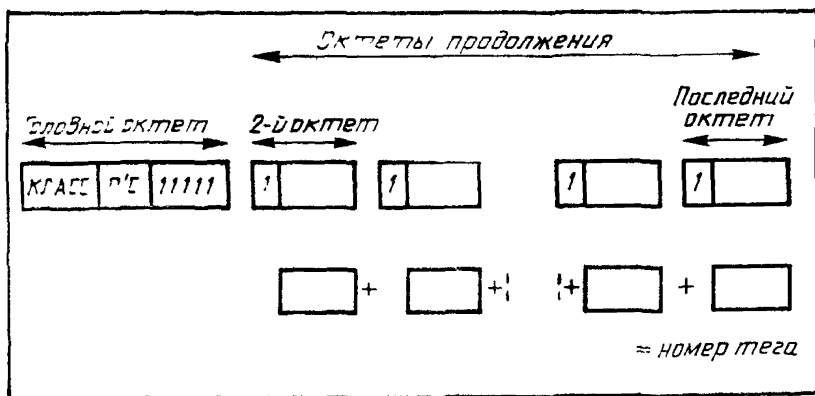 Октеты продолжения
Головной октет 2-й октет Последний октет
КЛАСС P/C 11111 1 1 1 1
+ + + +
= номер тега